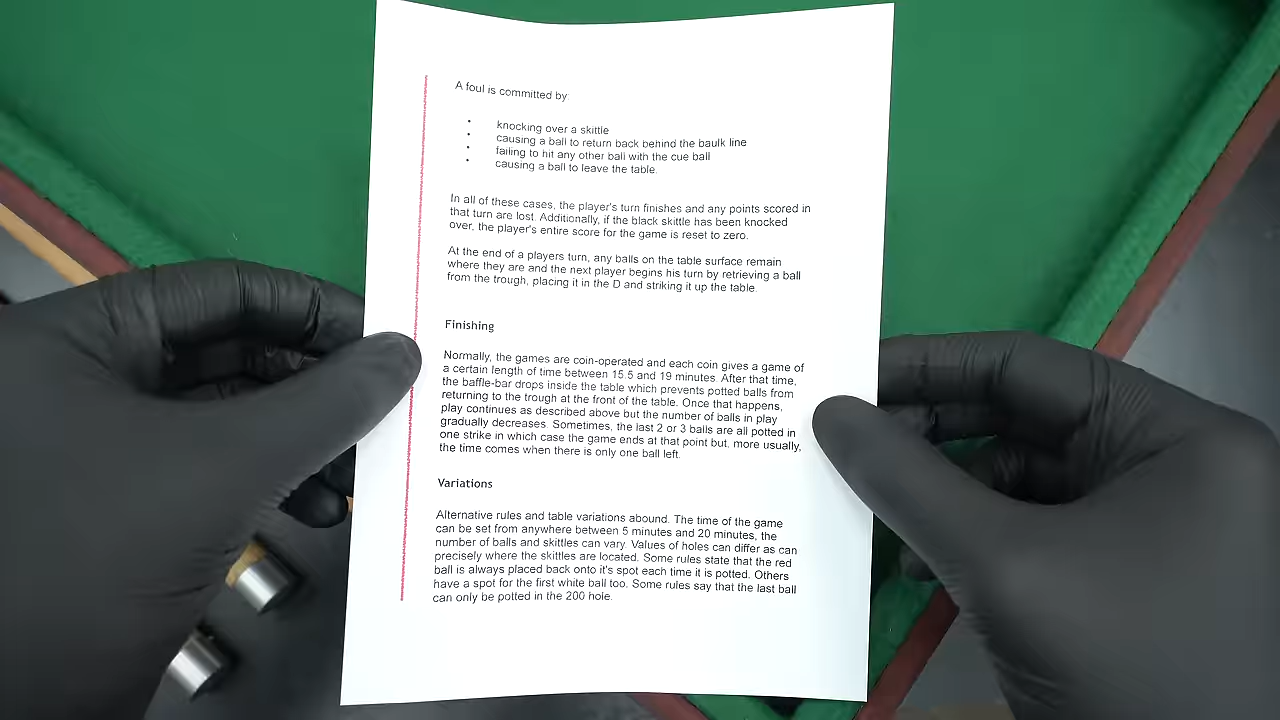 A foul is committed by:
• knocking over a skittle
• causing a ball to return back behind the baulk line
• failing to hit any other ball with the cue ball
• causing a ball to leave the table.
In all of these cases, the player's turn finishes and any points scored in
that turn are lost. Additionally, if the black skittle has been knocked
over, the player's entire score for the game is reset to zero.
At the end of a players turn, any balls on the table surface remain
where they are and the next player begins his turn by retrieving a ball
from the trough, placing it in the D and striking it up the table.
Finishing
Normally, the games are coin-operated and each coin gives a game of
a certain length of time between 15.5 and 19 minutes. After that time,
the baffle-bar drops inside the table which prevents potted balls from
returning to the trough at the front of the table. Once that happens,
play continues as described above but the number of balls in play
gradually decreases. Sometimes, the last 2 or 3 balls are all potted in
one strike in which case the game ends at that point but, more usually,
the time comes when there is only one ball left.
Variations
Alternative rules and table variations abound. The time of the game
can be set from anywhere between 5 minutes and 20 minutes, the
number of balls and skittles can vary. Values of holes can differ as can
precisely where the skittles are located. Some rules state that the red
ball is always placed back onto it's spot each time it is potted. Others
have a spot for the first white ball too. Some rules say that the last ball
can only be potted in the 200 hole.